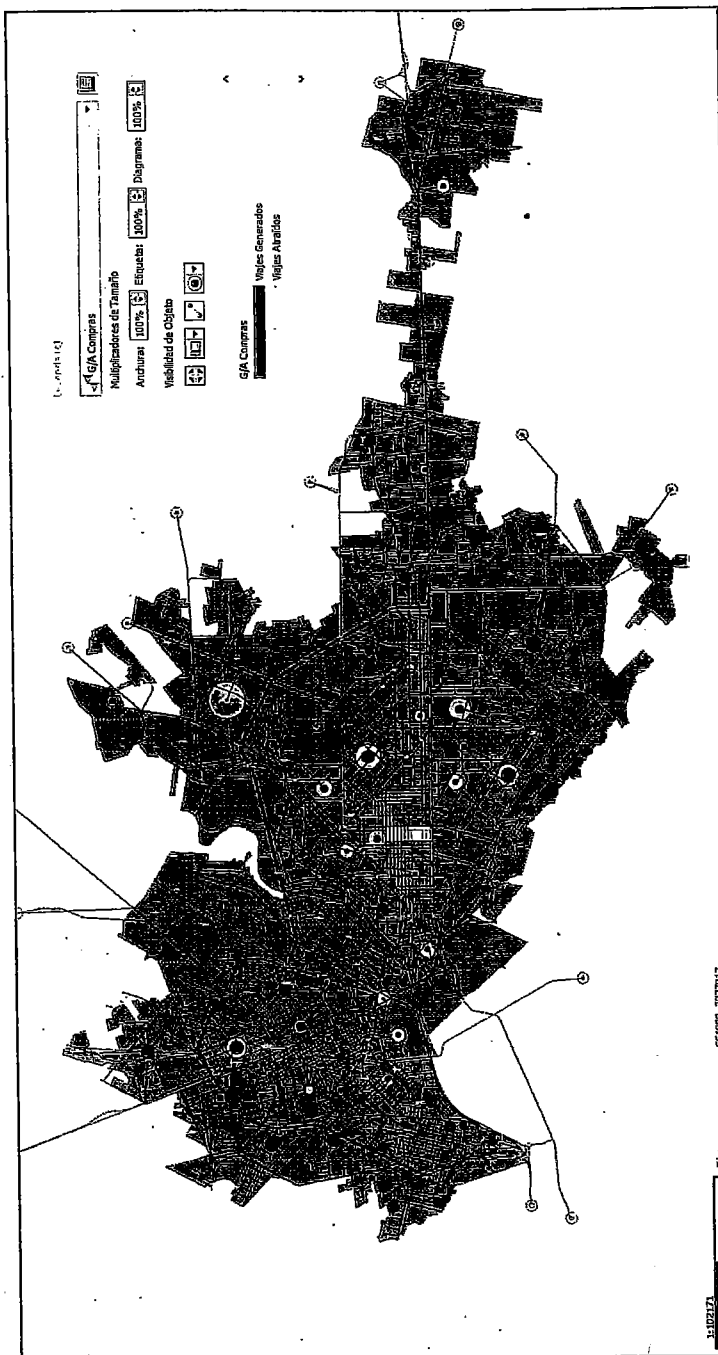 G/A Compras
Multiplicadores de Tamaño
Anchura: 100% Etiqueta: 100% Diagrama: 100%
Visibilidad de Objeto
G/A Compras
Viajes Generados
Viajes Atraídos
1:102171